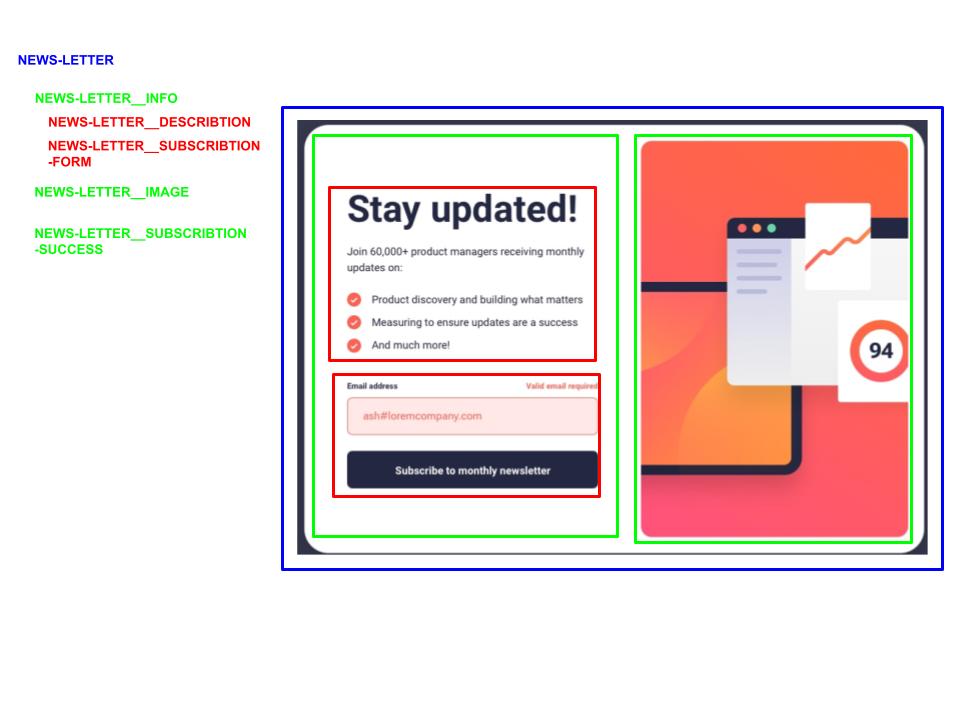 NEWS-LETTER
NEWS-LETTER__INFO
NEWS-LETTER__DESCRIBTION
NEWS-LETTER__SUBSCRIBTION
-FORM
NEWS-LETTER__IMAGE
NEWS-LETTER__SUBSCRIBTION
-SUCCESS
Stay updated!
Join 60,000+ product managers receiving monthly
updates on:
Product discovery and building what matters
Measuring to ensure updates are a success
And much more!
Email address Valid email required
ash#loremcompany.com
Subscribe to monthly newsletter
94